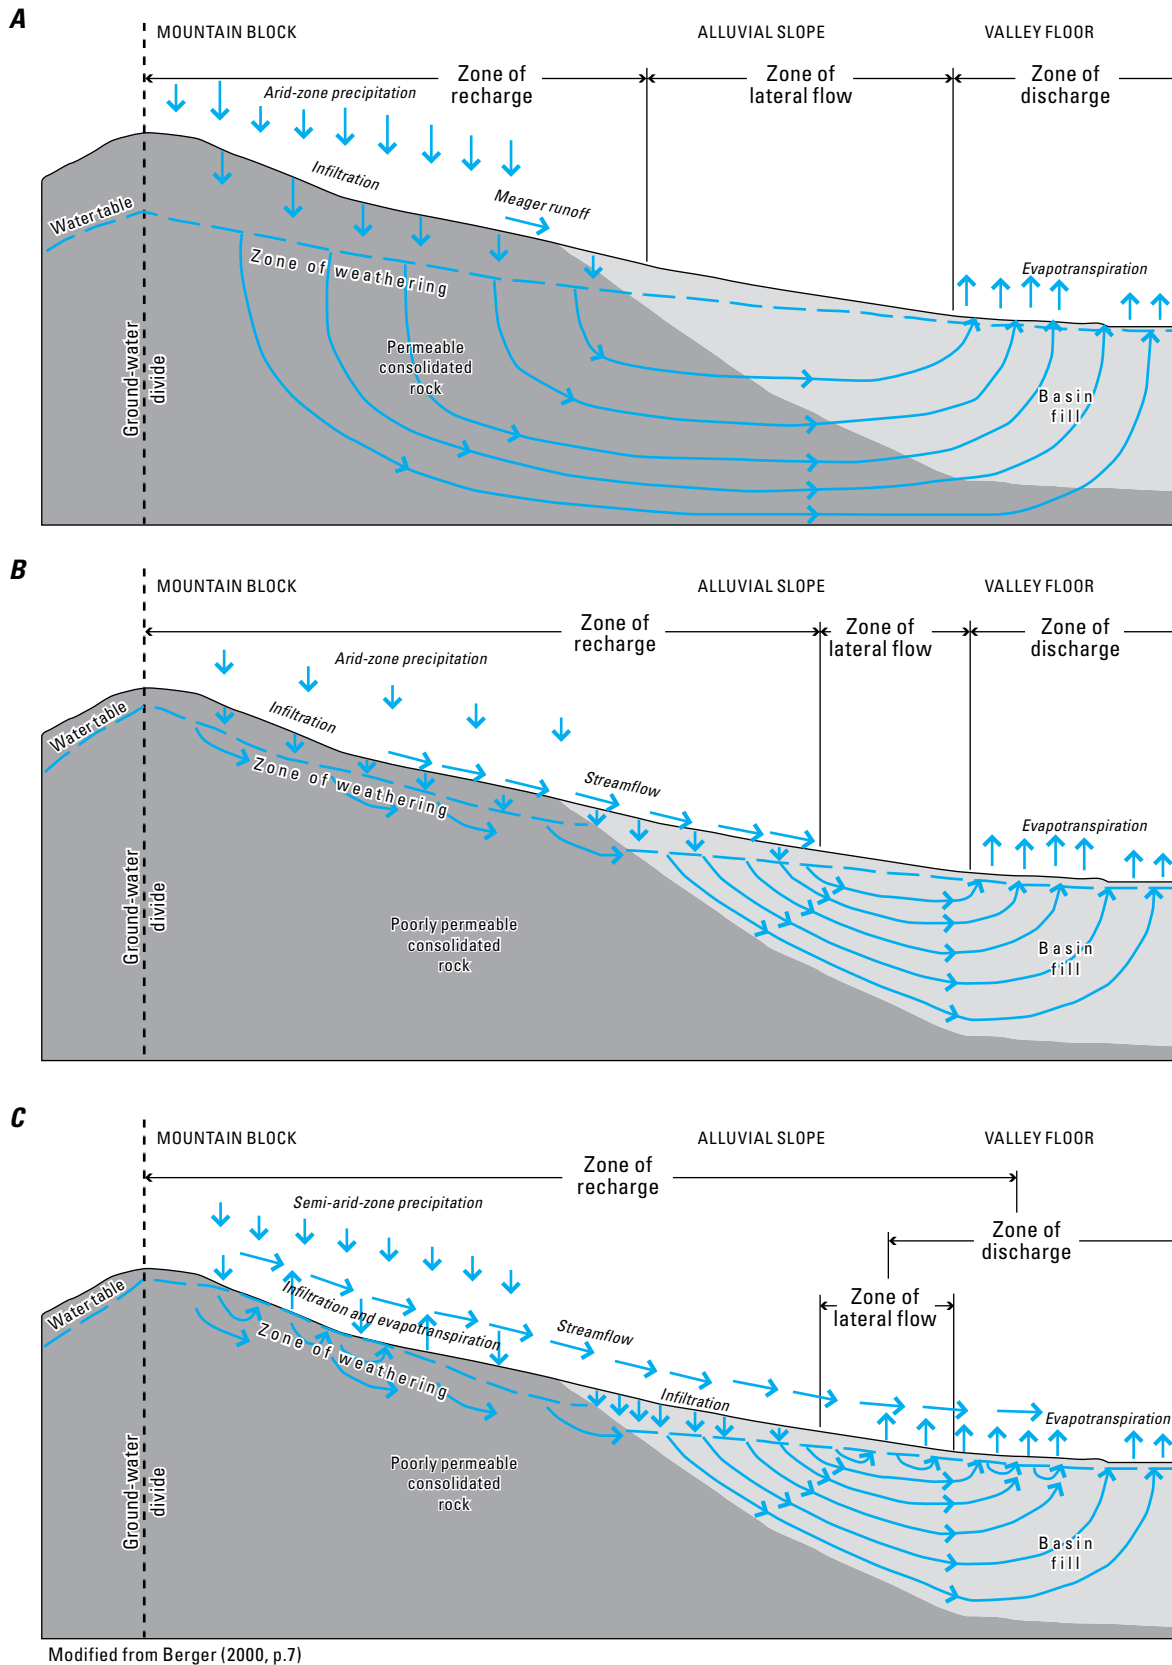 A
MOUNTAIN BLOCK
ALLUVIAL SLOPE
VALLEY FLOOR
Zone of
recharge
Zone of
lateral flow
Zone of
discharge
Arid-zone precipitation
Infiltration
Meager runoff
Water table
Zone of weathering
Evapotranspiration
Ground-water
divide
Permeable
consolidated
rock
Basin
fill
B
MOUNTAIN BLOCK
ALLUVIAL SLOPE
VALLEY FLOOR
Zone of
recharge
Zone of
lateral flow
Zone of
discharge
Arid-zone precipitation
Infiltration
Water table
Zone of weathering
Streamflow
Evapotranspiration
Ground-water
divide
Poorly permeable
consolidated
rock
Basin
fill
C
MOUNTAIN BLOCK
ALLUVIAL SLOPE
VALLEY FLOOR
Zone of
recharge
Semi-arid-zone precipitation
Zone of
discharge
Zone of
lateral flow
Water table
Infiltration and evapotranspiration
Zone of weathering
Streamflow
Infiltration
Evapotranspiration
Ground-water
divide
Poorly permeable
consolidated
rock
Basin
fill
Modified from Berger (2000, p.7)